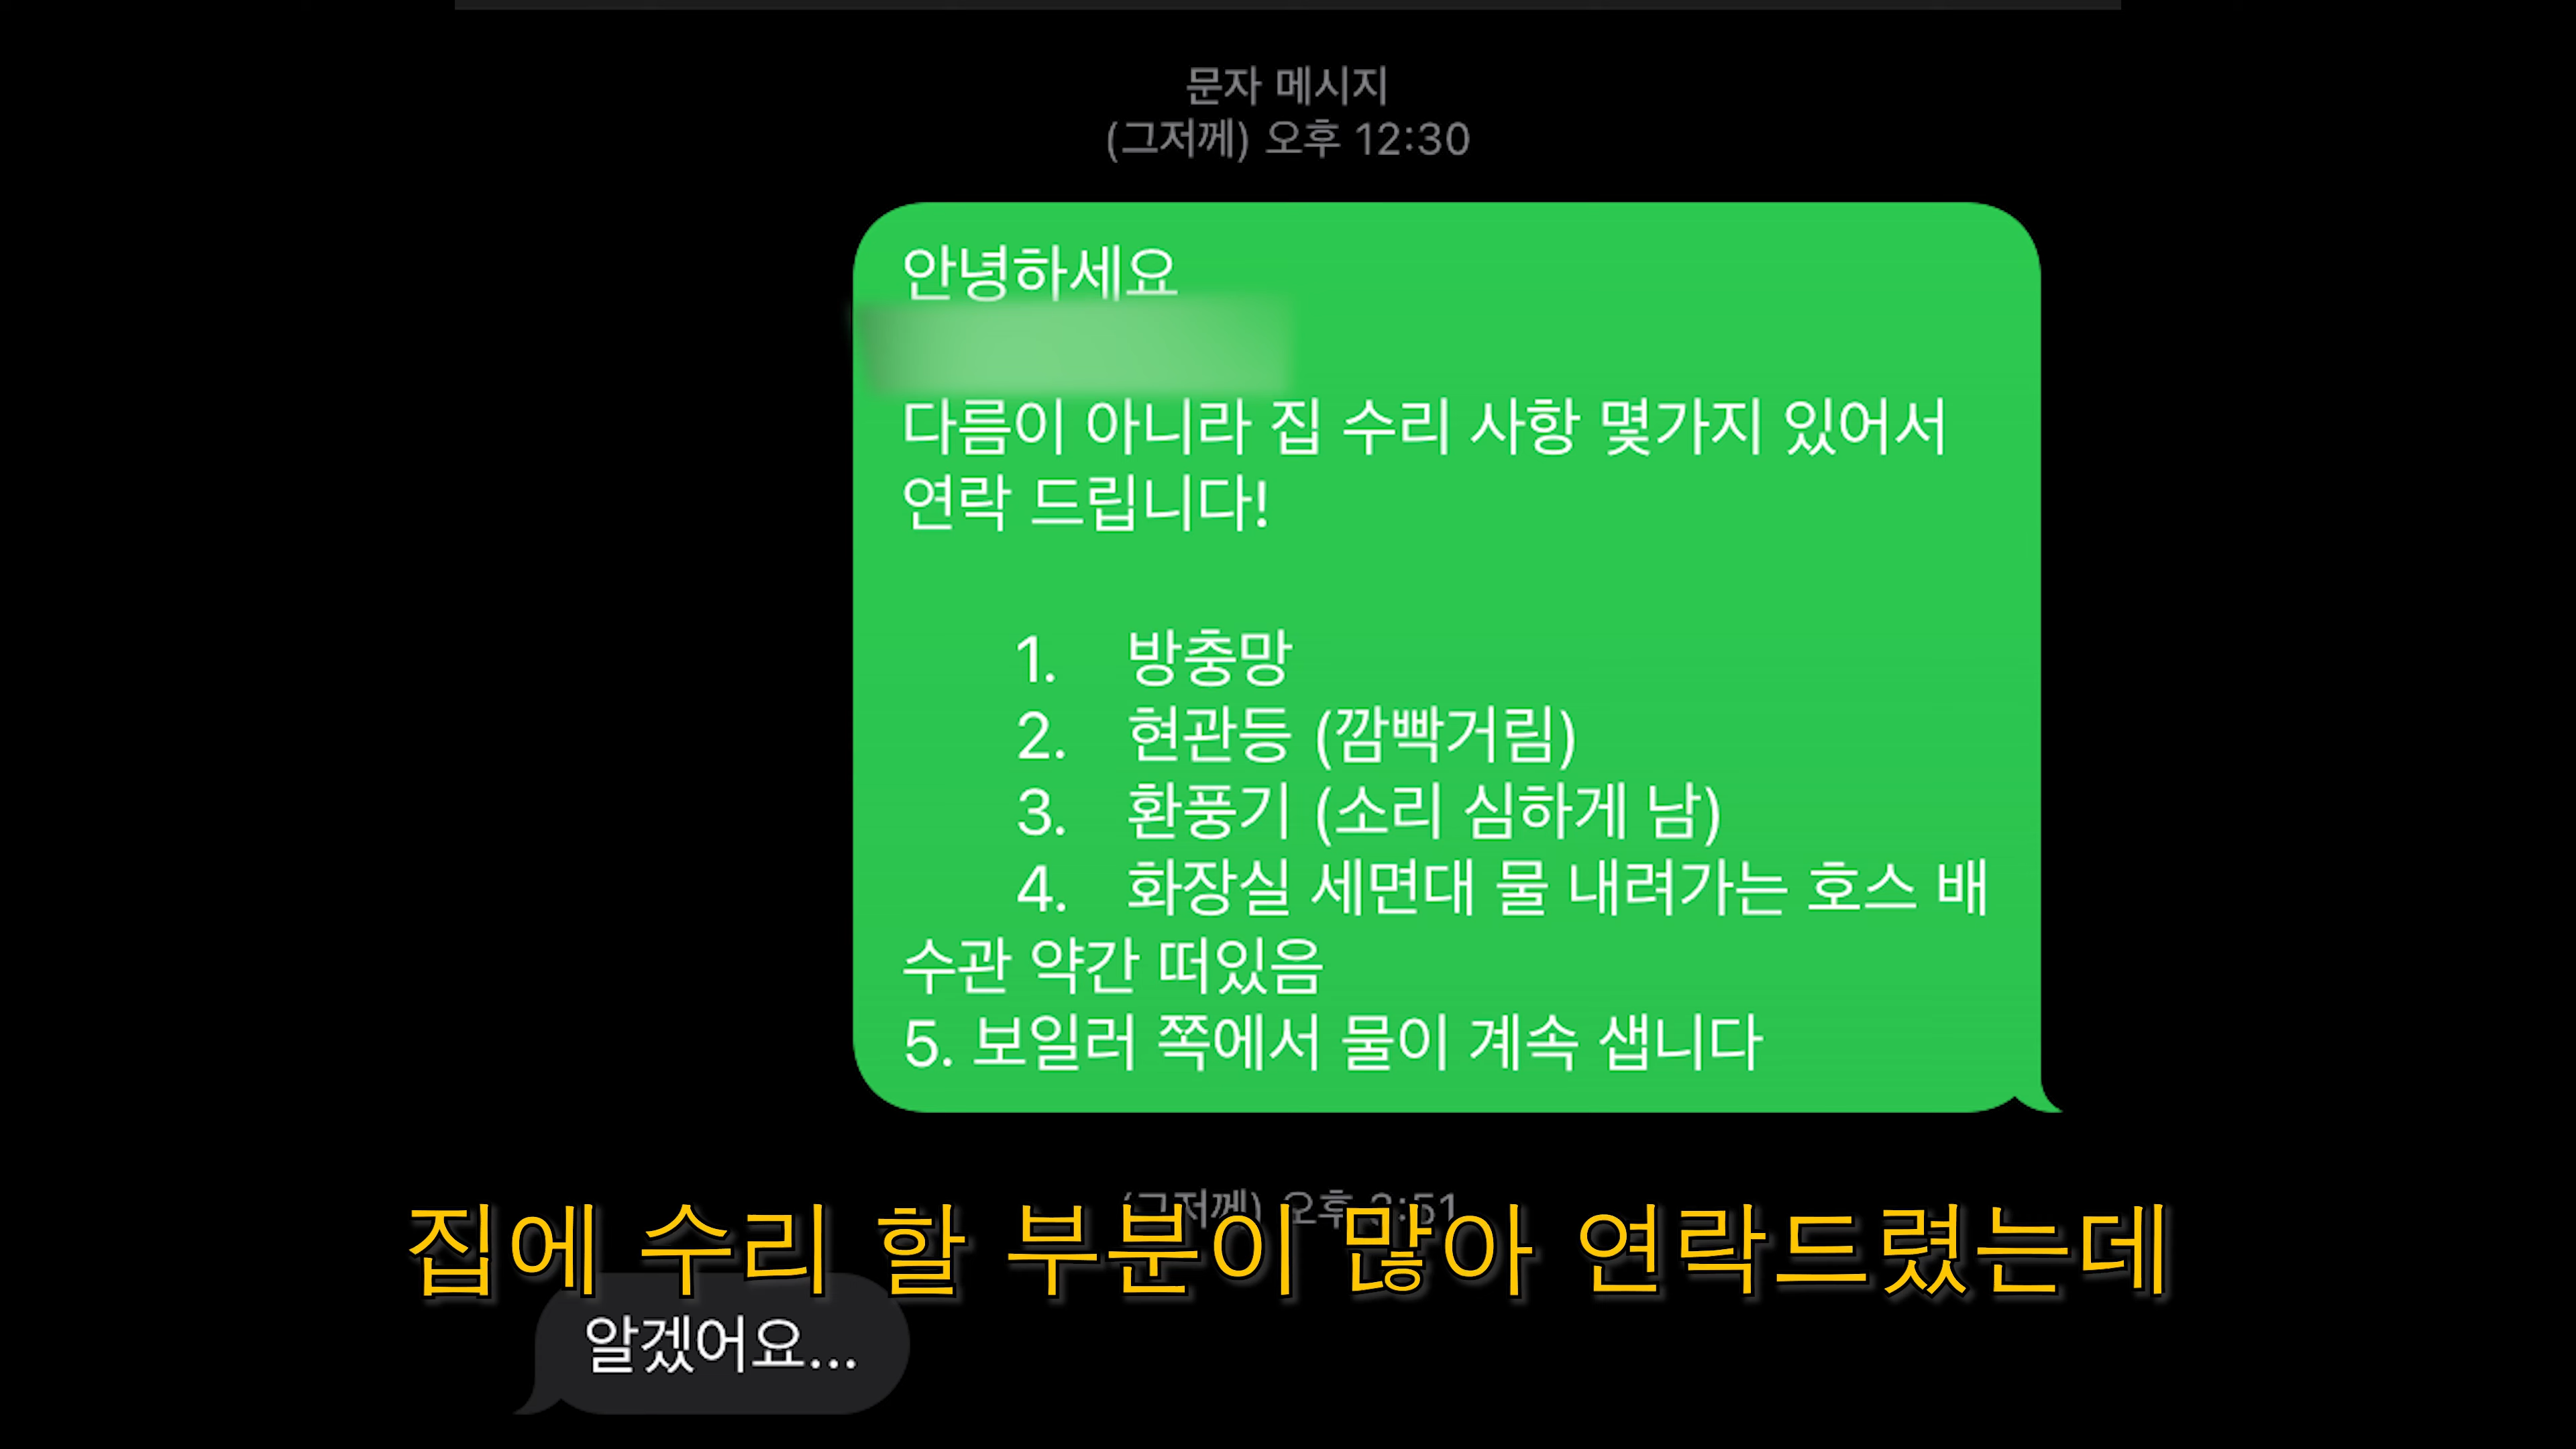 문자 메시지
(그저께) 오후 12:30
안녕하세요
다름이 아니라 집 수리 사항 몇가지 있어서
연락 드립니다!
1. 방충망
2. 현관등 (깜빡거림)
3. 환풍기 (소리 심하게 남)
4. 화장실 세면대 물 내려가는 호스 배
수관 약간 떠있음
5. 보일러 쪽에서 물이 계속 샙니다
(그저께) 오후
집에 수리 할 부분이 많아 연락드렸는데
알겠어요...